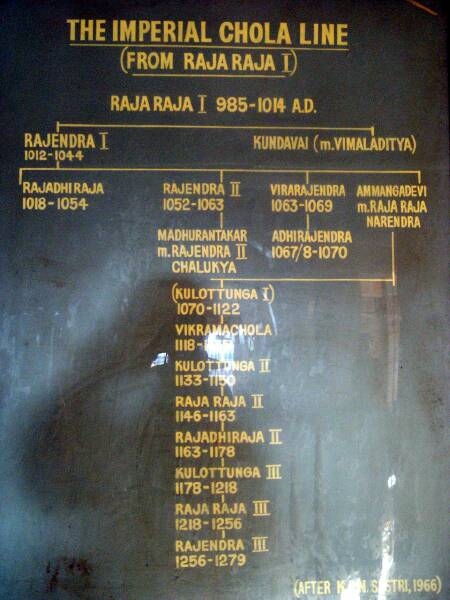 THE IMPERIAL CHOLA LINE
(FROM RAJA RAJA I)
RAJA RAJA I 985-1014 A.D.
RAJENDRA I
1012-1044
KUNDAVAI (m.VIMALADITYA)
RAJADHI RAJA
1018-1054
RAJENDRA II
1052-1063
VIRARAJENDRA
1063-1069
AMMANGADEVI
m.RAJA RAJA
NARENDRA
MADHURANTAKAR
m.RAJENDRA II
CHALUKYA
ADHIRAJENDRA
1067/8-1070
(KULOTTUNGA I)
1070-1122
VIKRAMACHOLA
1118-
KULOTTUNGA II
1133-1150
RAJA RAJA II
1146-1163
RAJADHIRAJA II
1163-1178
KULOTTUNGA III
1178-1218
RAJA RAJA III
1218-1256
RAJENDRA III
1256-1279
(AFTER K.A.N. SASTRI, 1966)